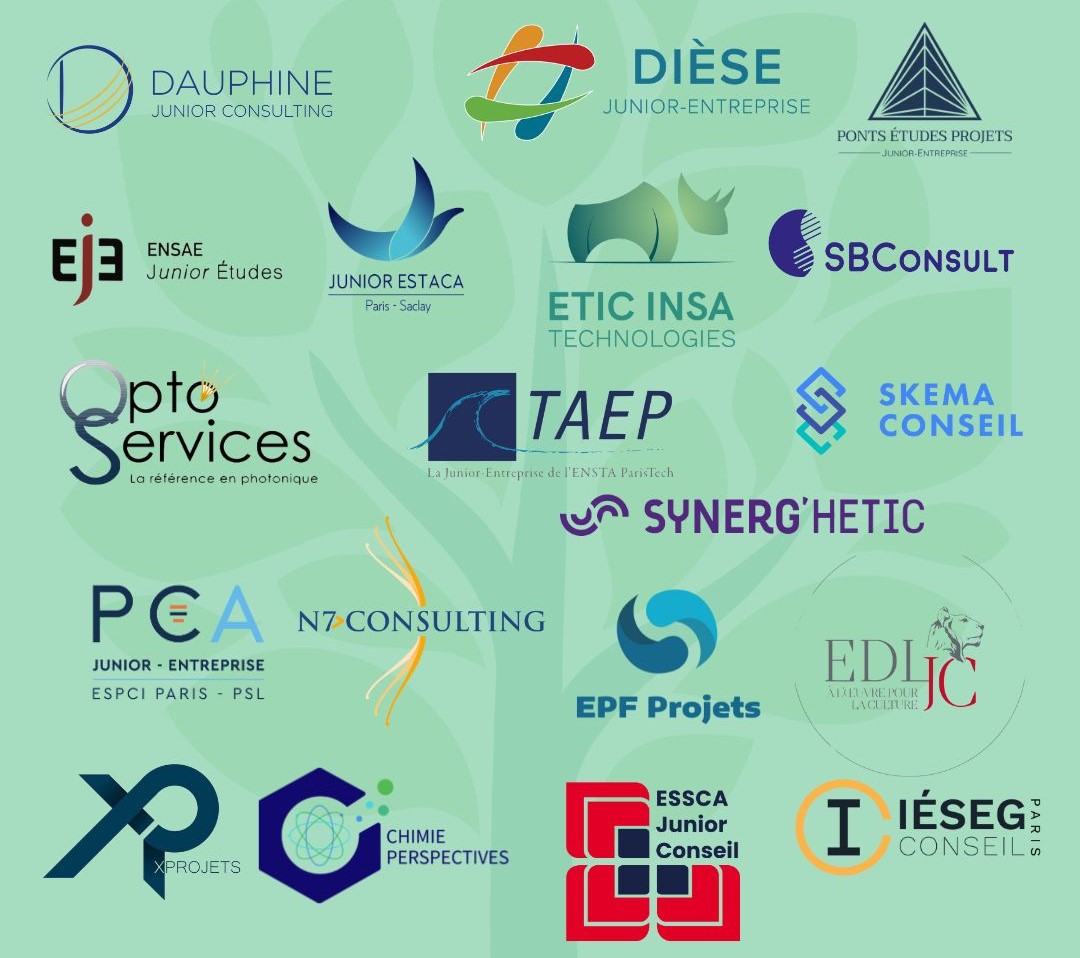 DAUPHINE
JUNIOR CONSULTING
DIÈSE
JUNIOR-ENTREPRISE
PONTS ÉTUDES PROJETS
JUNIOR-ENTREPRISE
EJE
ENSAE
Junior Études
JUNIOR ESTACA
Paris - Saclay
ETIC INSA
TECHNOLOGIES
SBCONSULT
Opto
Services
La référence en photonique
TAEP
La Junior-Entreprise de l'ENSTA ParisTech
SKEMA
CONSEIL
SYNERG'HETIC
PCA
JUNIOR - ENTREPRISE
ESPCI PARIS - PSL
N7>CONSULTING
EPF Projets
EDLJC
À L'ŒUVRE POUR
LA CULTURE
XP
XPROJETS
CHIMIE
PERSPECTIVES
ESSCA
Junior
Conseil
I
IÉSEG
CONSEIL
PARIS